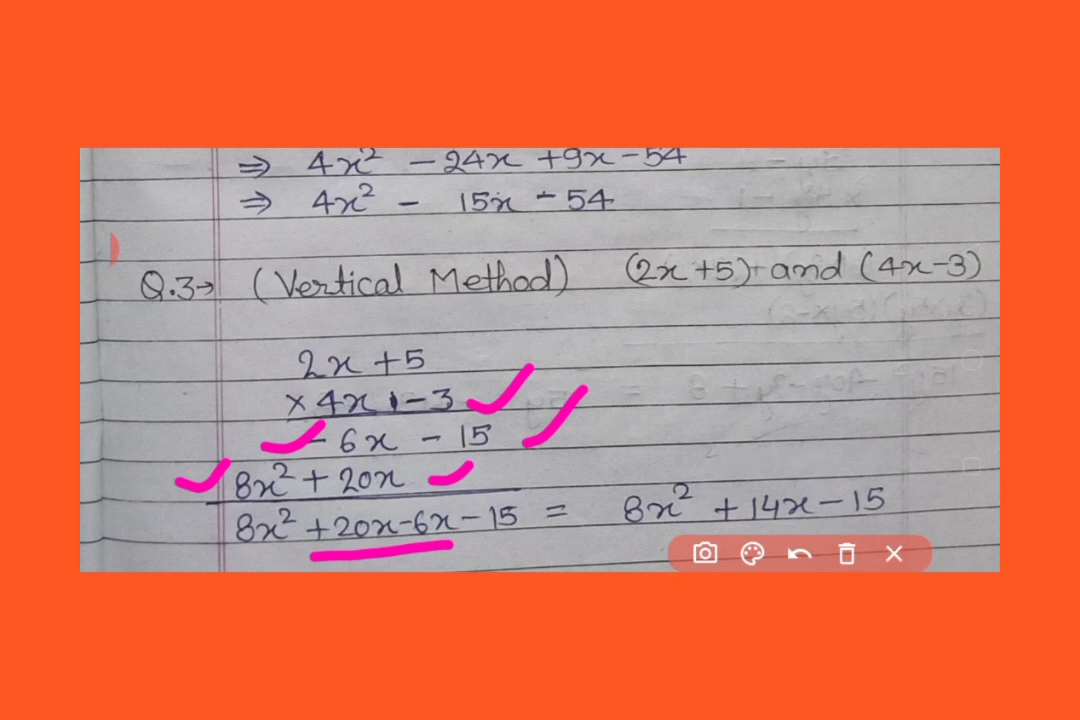 ⇒ 4x² - 24x + 9x - 54
⇒ 4x² - 15x - 54
Q.3→ (Vertical Method) (2x+5) and (4x-3)
2x + 5
× 4x - 3
- 6x - 15
8x² + 20x
8x² + 20x - 6x - 15 = 8x² + 14x - 15